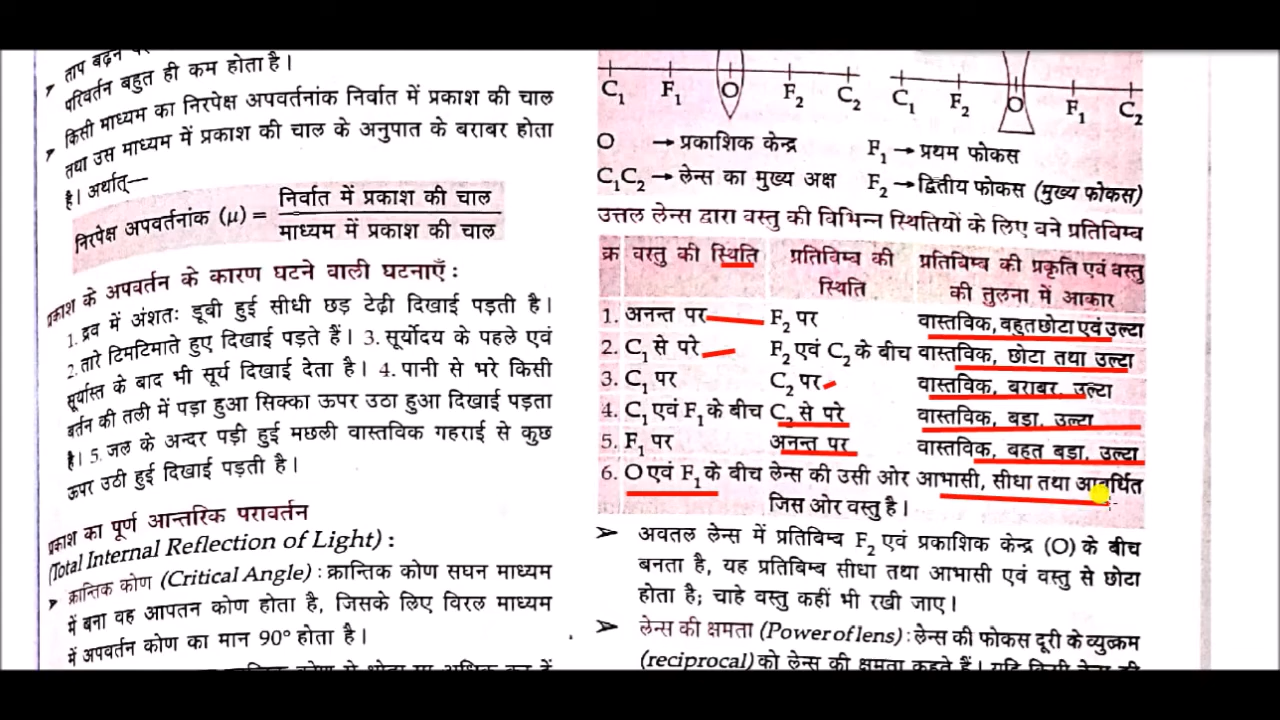 ताप बढ़ने पर
परिवर्तन बहुत ही कम होता है।
किसी माध्यम का निरपेक्ष अपवर्तनांक निर्वात में प्रकाश की चाल
तथा उस माध्यम में प्रकाश की चाल के अनुपात के बराबर होता
है। अर्थात्—
निरपेक्ष अपवर्तनांक (μ) = निर्वात में प्रकाश की चाल
माध्यम में प्रकाश की चाल
प्रकाश के अपवर्तन के कारण घटने वाली घटनाएँ :
1. द्रव में अंशतः डूबी हुई सीधी छड़ टेढ़ी दिखाई पड़ती है।
2. तारे टिमटिमाते हुए दिखाई पड़ते हैं। 3. सूर्योदय के पहले एवं
सूर्यास्त के बाद भी सूर्य दिखाई देता है। 4. पानी से भरे किसी
बर्तन की तली में पड़ा हुआ सिक्का ऊपर उठा हुआ दिखाई पड़ता
है। 5. जल के अन्दर पड़ी हुई मछली वास्तविक गहराई से कुछ
ऊपर उठी हुई दिखाई पड़ती है।
प्रकाश का पूर्ण आन्तरिक परावर्तन
(Total Internal Reflection of Light) :
क्रान्तिक कोण (Critical Angle) : क्रान्तिक कोण सघन माध्यम
में बना वह आपतन कोण होता है, जिसके लिए विरल माध्यम
में अपवर्तन कोण का मान 90° होता है।
C₁ F₁ O F₂ C₂ C₁ F₂ O F₁ C₂
O → प्रकाशिक केन्द्र F₁ → प्रथम फोकस
C₁C₂ → लेन्स का मुख्य अक्ष F₂ → द्वितीय फोकस (मुख्य फोकस)
उत्तल लेन्स द्वारा वस्तु की विभिन्न स्थितियों के लिए बने प्रतिबिम्ब
क्र वस्तु की स्थिति प्रतिबिम्ब की प्रतिबिम्ब की प्रकृति एवं वस्तु
स्थिति की तुलना में आकार
1. अनन्त पर F₂ पर वास्तविक, बहुत छोटा एवं उल्टा
2. C₁ से परे F₂ एवं C₂ के बीच वास्तविक, छोटा तथा उल्टा
3. C₁ पर C₂ पर वास्तविक, बराबर, उल्टा
4. C₁ एवं F₁ के बीच C₂ से परे वास्तविक, बड़ा, उल्टा
5. F₁ पर अनन्त पर वास्तविक, बहुत बड़ा, उल्टा
6. O एवं F₁ के बीच लेन्स की उसी ओर आभासी, सीधा तथा आवर्धित
जिस ओर वस्तु है।
➤ अवतल लेन्स में प्रतिबिम्ब F₂ एवं प्रकाशिक केन्द्र (O) के बीच
बनता है, यह प्रतिबिम्ब सीधा तथा आभासी एवं वस्तु से छोटा
होता है; चाहे वस्तु कहीं भी रखी जाए।
➤ लेन्स की क्षमता (Power of lens) : लेन्स की फोकस दूरी के व्युत्क्रम
(reciprocal) को लेन्स की क्षमता कहते हैं। यदि किसी